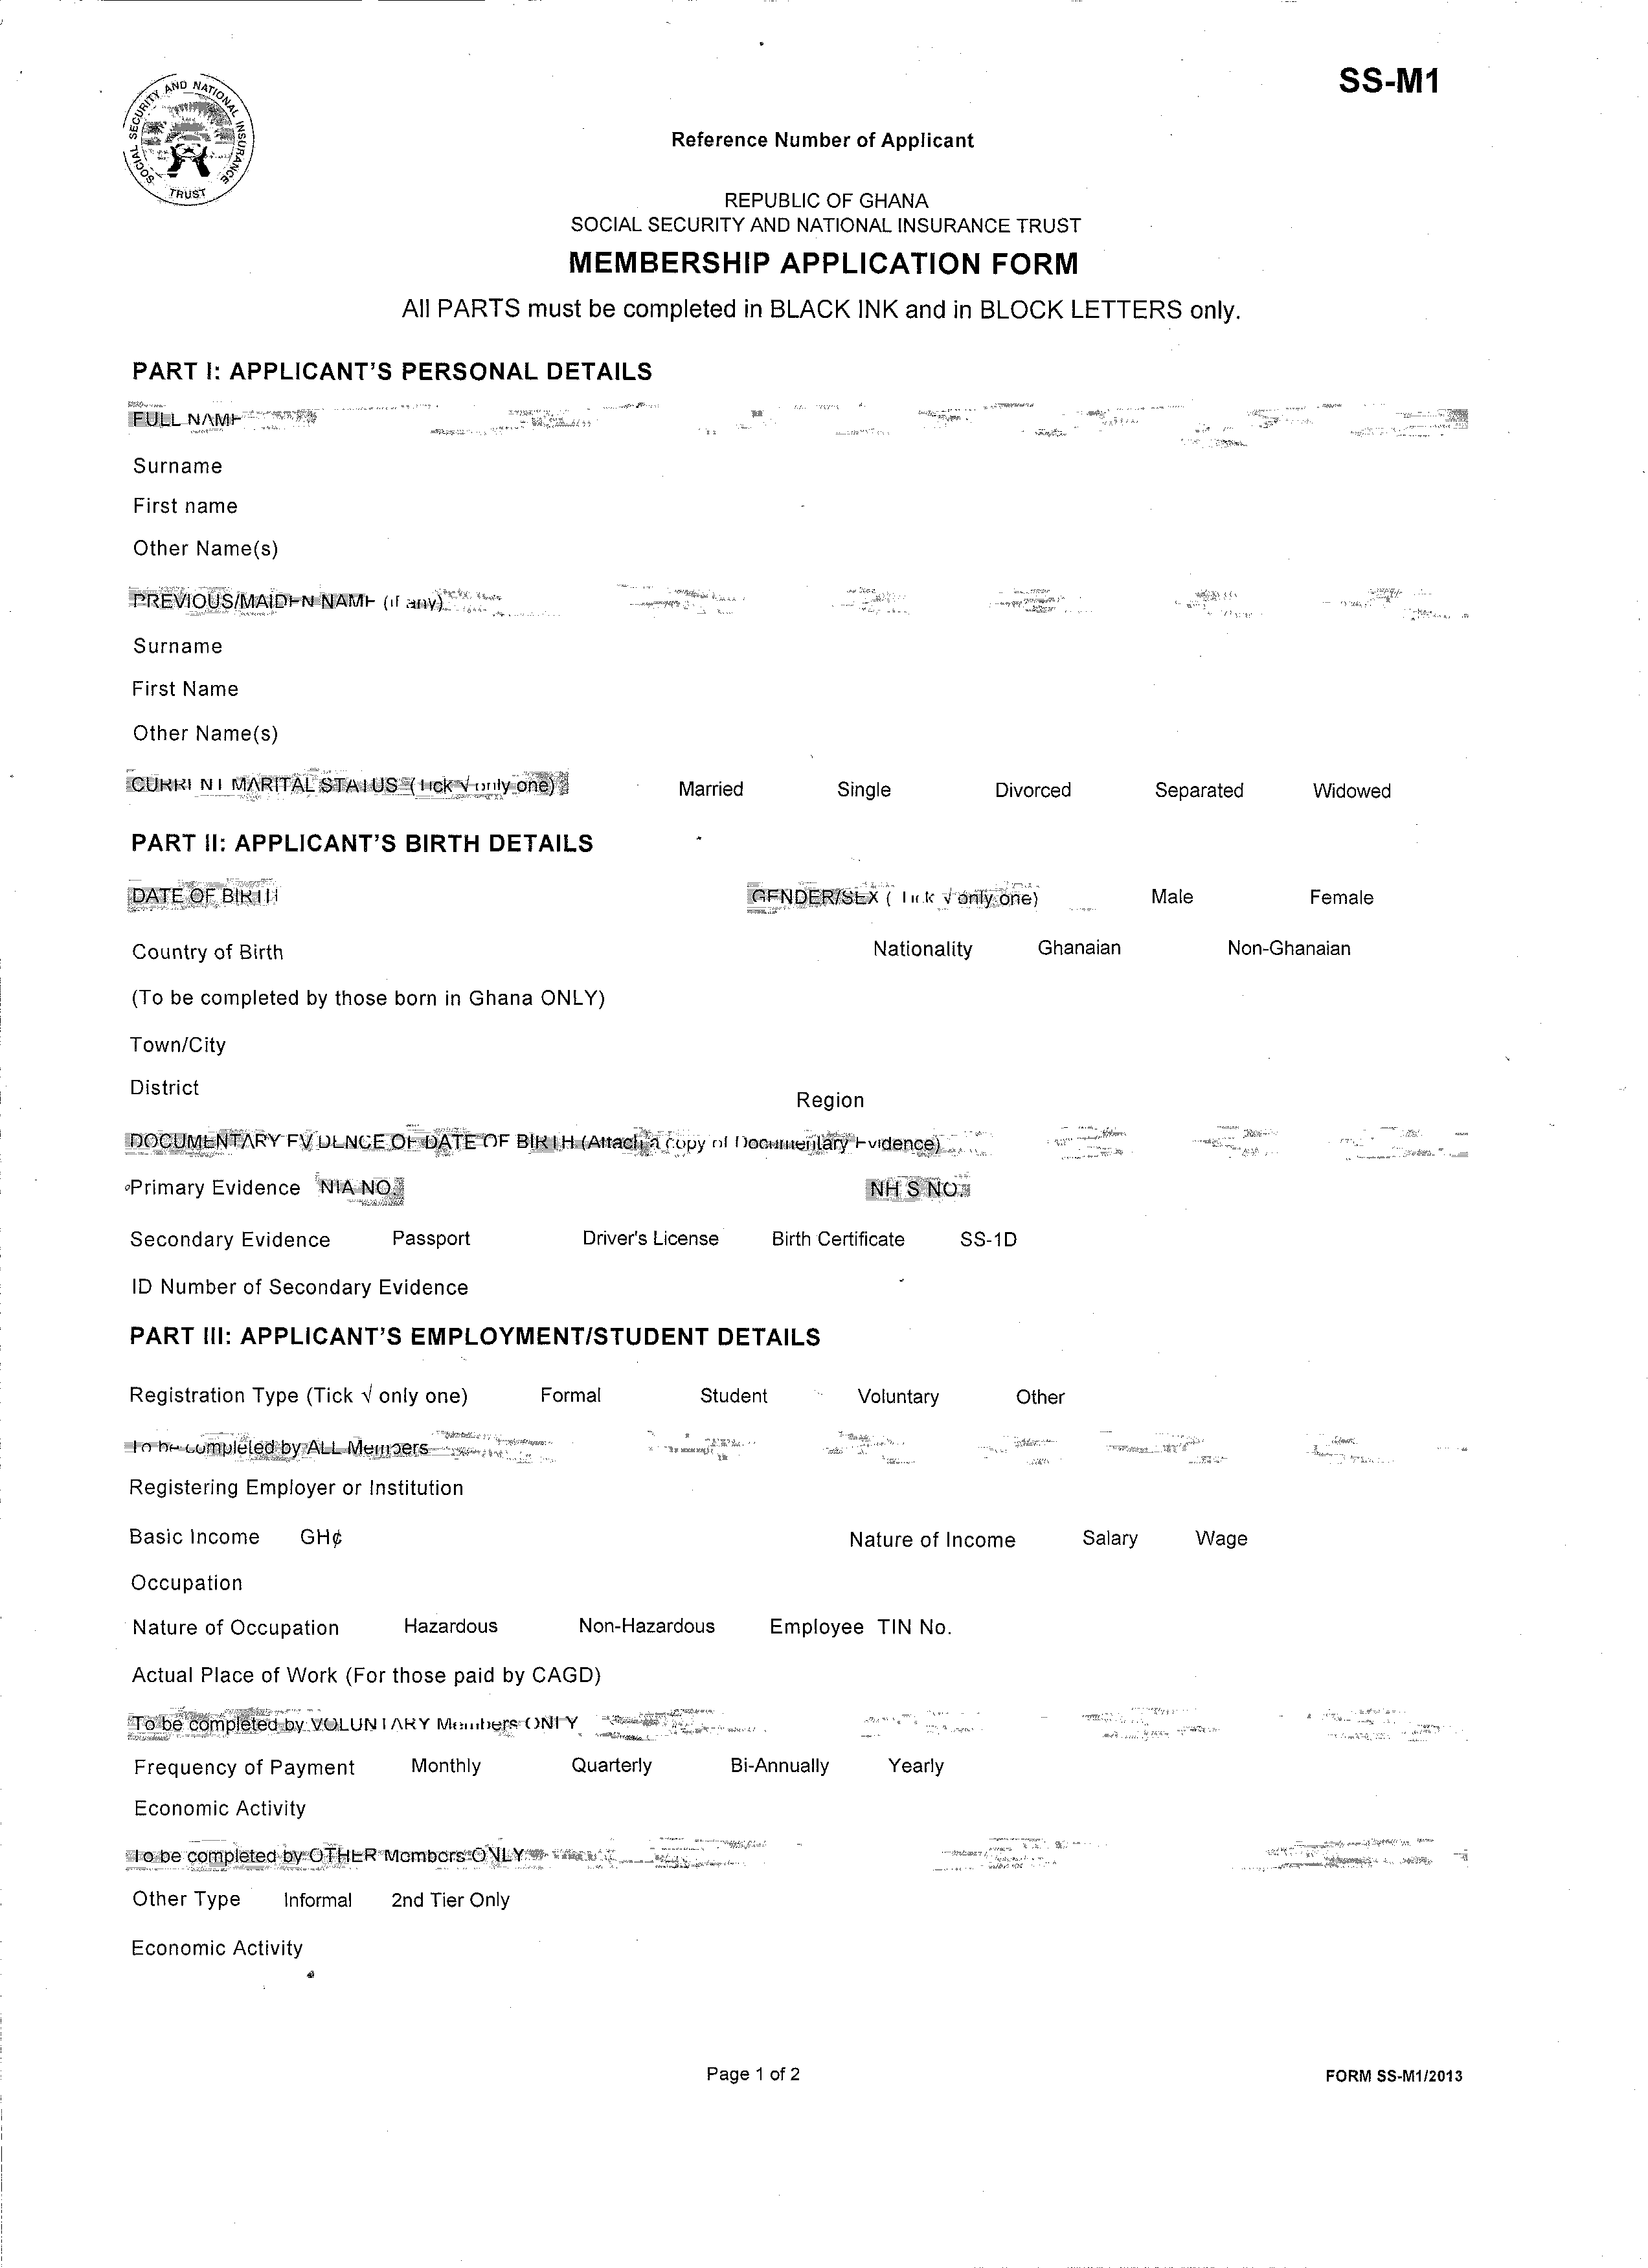 SS-M1
SOCIAL SECURITY AND NATIONAL INSURANCE TRUST
Reference Number of Applicant
REPUBLIC OF GHANA
SOCIAL SECURITY AND NATIONAL INSURANCE TRUST
MEMBERSHIP APPLICATION FORM
All PARTS must be completed in BLACK INK and in BLOCK LETTERS only.
PART I: APPLICANT'S PERSONAL DETAILS
FULL NAME
Surname
First name
Other Name(s)
PREVIOUS/MAIDEN NAME (if any)
Surname
First Name
Other Name(s)
CURRENT MARITAL STATUS (Tick √ only one) Married Single Divorced Separated Widowed
PART II: APPLICANT'S BIRTH DETAILS
DATE OF BIRTH GENDER/SEX (Tick √ only one) Male Female
Country of Birth Nationality Ghanaian Non-Ghanaian
(To be completed by those born in Ghana ONLY)
Town/City
District Region
DOCUMENTARY EVIDENCE OF DATE OF BIRTH (Attach a copy of Documentary Evidence)
Primary Evidence NIA NO. NHIS NO.
Secondary Evidence Passport Driver's License Birth Certificate SS-1D
ID Number of Secondary Evidence
PART III: APPLICANT'S EMPLOYMENT/STUDENT DETAILS
Registration Type (Tick √ only one) Formal Student Voluntary Other
To be completed by ALL Members
Registering Employer or Institution
Basic Income GH¢ Nature of Income Salary Wage
Occupation
Nature of Occupation Hazardous Non-Hazardous Employee TIN No.
Actual Place of Work (For those paid by CAGD)
To be completed by VOLUNTARY Members ONLY
Frequency of Payment Monthly Quarterly Bi-Annually Yearly
Economic Activity
To be completed by OTHER Members ONLY
Other Type Informal 2nd Tier Only
Economic Activity
Page 1 of 2 FORM SS-M1/2013